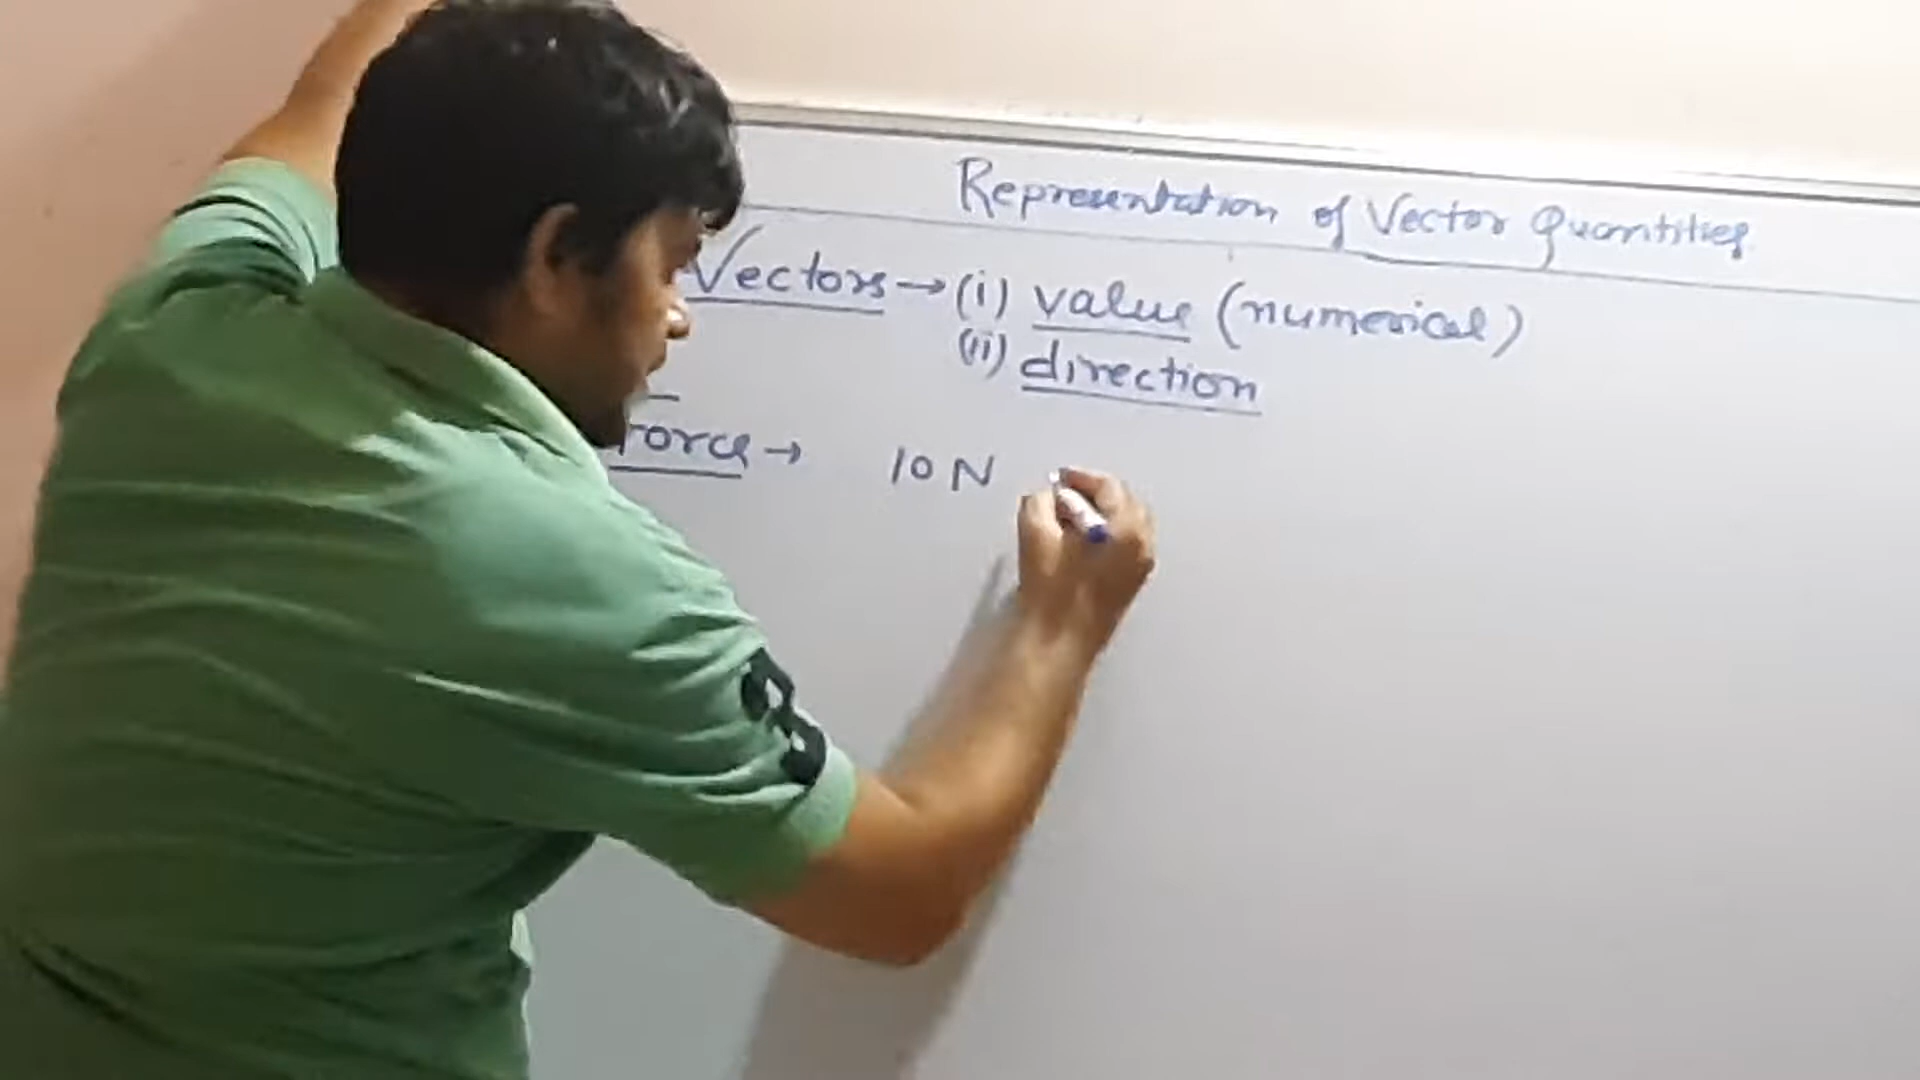 Representation of Vector Quantities
Vectors → (i) value (numerical)
(ii) direction
Force → 10 N